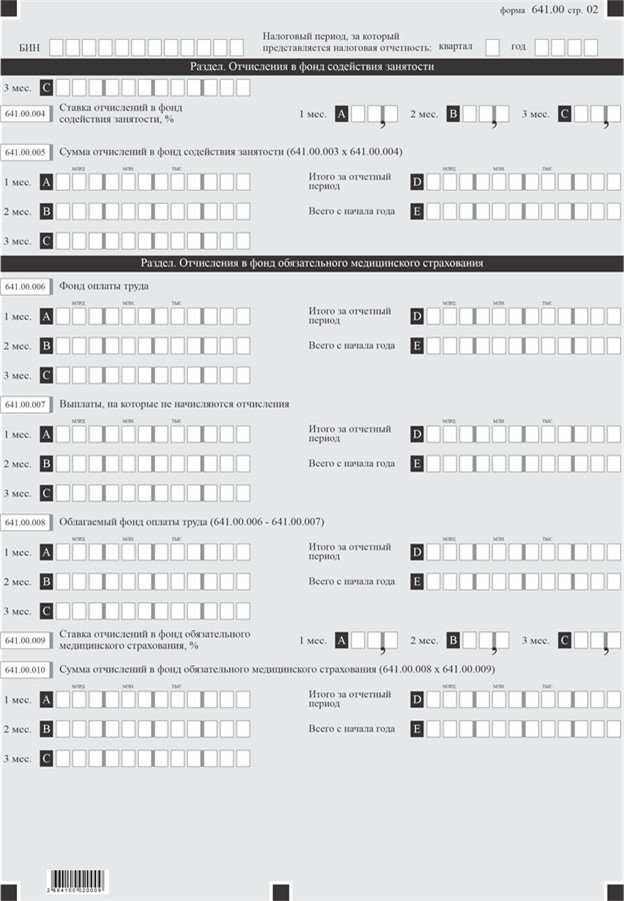 форма 641.00 стр. 02
БИН
Налоговый период, за который
представляется налоговая отчетность: квартал год
Раздел. Отчисления в фонд содействия занятости
3 мес. C
641.00.004 Ставка отчислений в фонд
содействия занятости, % 1 мес. A , 2 мес. B , 3 мес. C ,
641.00.005 Сумма отчислений в фонд содействия занятости (641.00.003 х 641.00.004)
млрд млн тыс млрд млн тыс
1 мес. A Итого за отчетный
период D
2 мес. B Всего с начала года E
3 мес. C
Раздел. Отчисления в фонд обязательного медицинского страхования
641.00.006 Фонд оплаты труда
млрд млн тыс млрд млн тыс
1 мес. A Итого за отчетный
период D
2 мес. B Всего с начала года E
3 мес. C
641.00.007 Выплаты, на которые не начисляются отчисления
млрд млн тыс млрд млн тыс
1 мес. A Итого за отчетный
период D
2 мес. B Всего с начала года E
3 мес. C
641.00.008 Облагаемый фонд оплаты труда (641.00.006 - 641.00.007)
млрд млн тыс млрд млн тыс
1 мес. A Итого за отчетный
период D
2 мес. B Всего с начала года E
3 мес. C
641.00.009 Ставка отчислений в фонд обязательного
медицинского страхования, % 1 мес. A , 2 мес. B , 3 мес. C ,
641.00.010 Сумма отчислений в фонд обязательного медицинского страхования (641.00.008 х 641.00.009)
млрд млн тыс млрд млн тыс
1 мес. A Итого за отчетный
период D
2 мес. B Всего с начала года E
3 мес. C
2 664100 020009